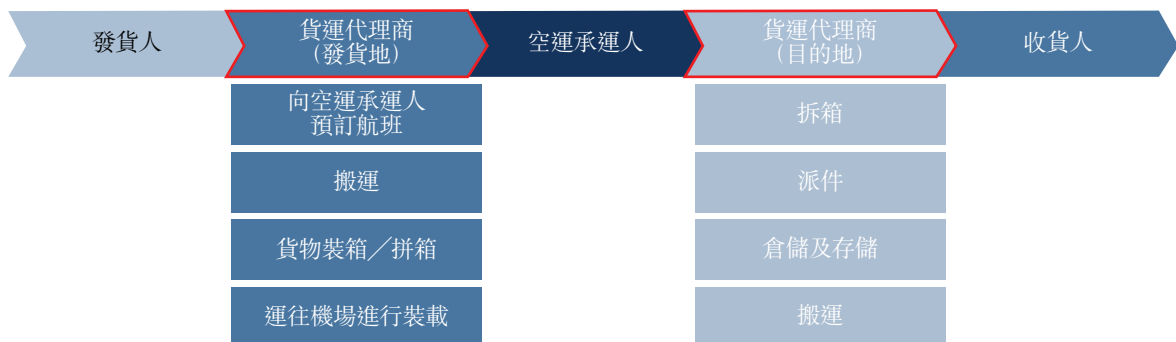 發貨人
貨運代理商
（發貨地）
空運承運人
貨運代理商
（目的地）
收貨人
向空運承運人
預訂航班
拆箱
搬運
派件
貨物裝箱／拼箱
倉儲及存儲
運往機場進行裝載
搬運